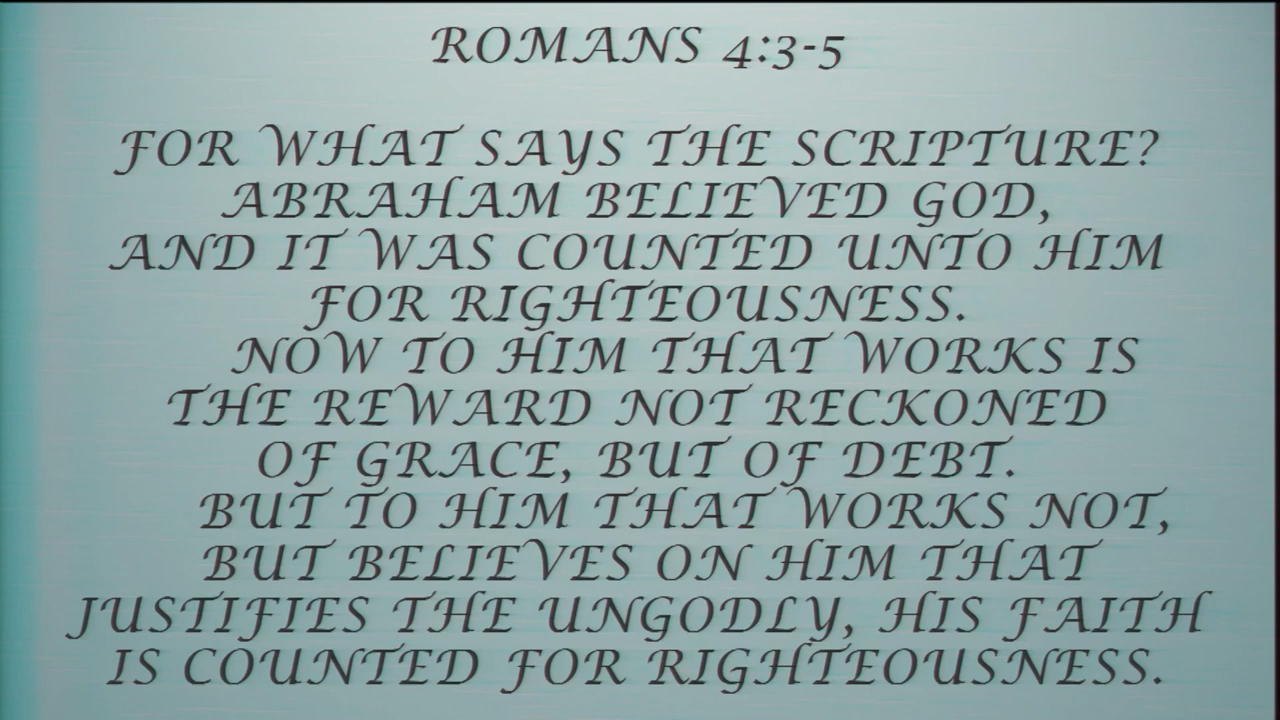 ROMANS 4:3-5
FOR WHAT SAYS THE SCRIPTURE?
ABRAHAM BELIEVED GOD,
AND IT WAS COUNTED UNTO HIM
FOR RIGHTEOUSNESS.
NOW TO HIM THAT WORKS IS
THE REWARD NOT RECKONED
OF GRACE, BUT OF DEBT.
BUT TO HIM THAT WORKS NOT,
BUT BELIEVES ON HIM THAT
JUSTIFIES THE UNGODLY, HIS FAITH
IS COUNTED FOR RIGHTEOUSNESS.